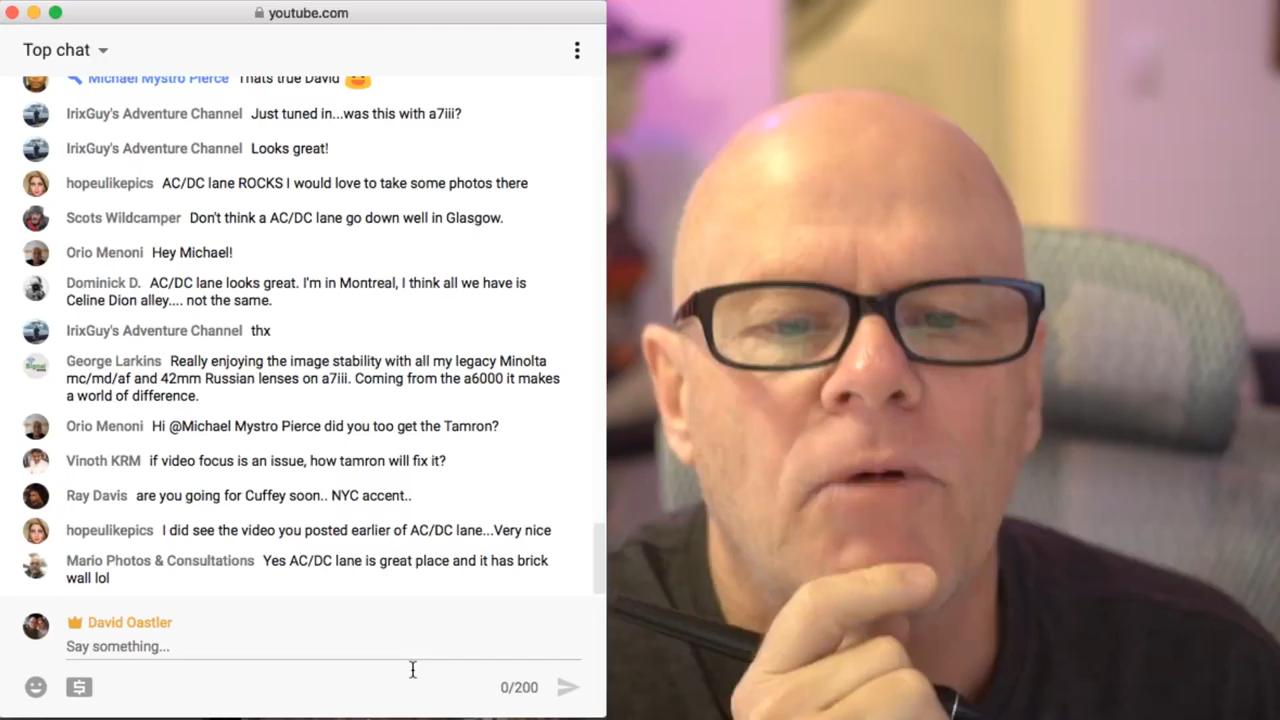 youtube.com
Top chat
Michael Mystro Pierce Thats true David
IrixGuy's Adventure Channel Just tuned in...was this with a7iii?
IrixGuy's Adventure Channel Looks great!
hopeulikepics AC/DC lane ROCKS I would love to take some photos there
Scots Wildcamper Don't think a AC/DC lane go down well in Glasgow.
Orio Menoni Hey Michael!
Dominick D. AC/DC lane looks great. I'm in Montreal, I think all we have is
Celine Dion alley.... not the same.
IrixGuy's Adventure Channel thx
George Larkins Really enjoying the image stability with all my legacy Minolta
mc/md/af and 42mm Russian lenses on a7iii. Coming from the a6000 it makes
a world of difference.
Orio Menoni Hi @Michael Mystro Pierce did you too get the Tamron?
Vinoth KRM if video focus is an issue, how tamron will fix it?
Ray Davis are you going for Cuffey soon.. NYC accent..
hopeulikepics I did see the video you posted earlier of AC/DC lane...Very nice
Mario Photos & Consultations Yes AC/DC lane is great place and it has brick
wall lol
David Oastler
Say something...
0/200